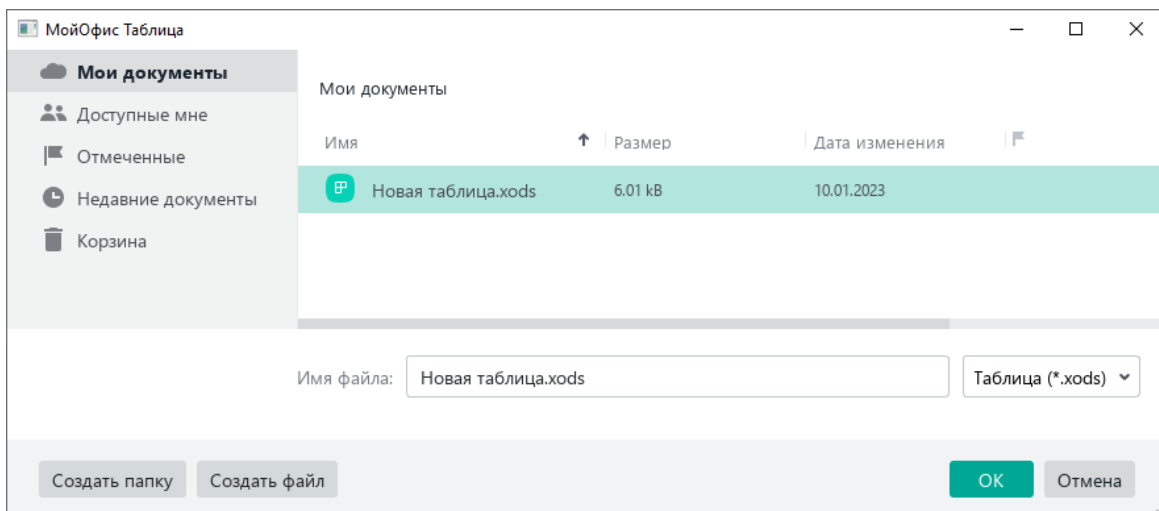 МойОфис Таблица
Мои документы
Доступные мне
Отмеченные
Недавние документы
Корзина
Мои документы
Имя Размер Дата изменения
Новая таблица.xods 6.01 kB 10.01.2023
Имя файла: Новая таблица.xods Таблица (*.xods)
Создать папку Создать файл OK Отмена